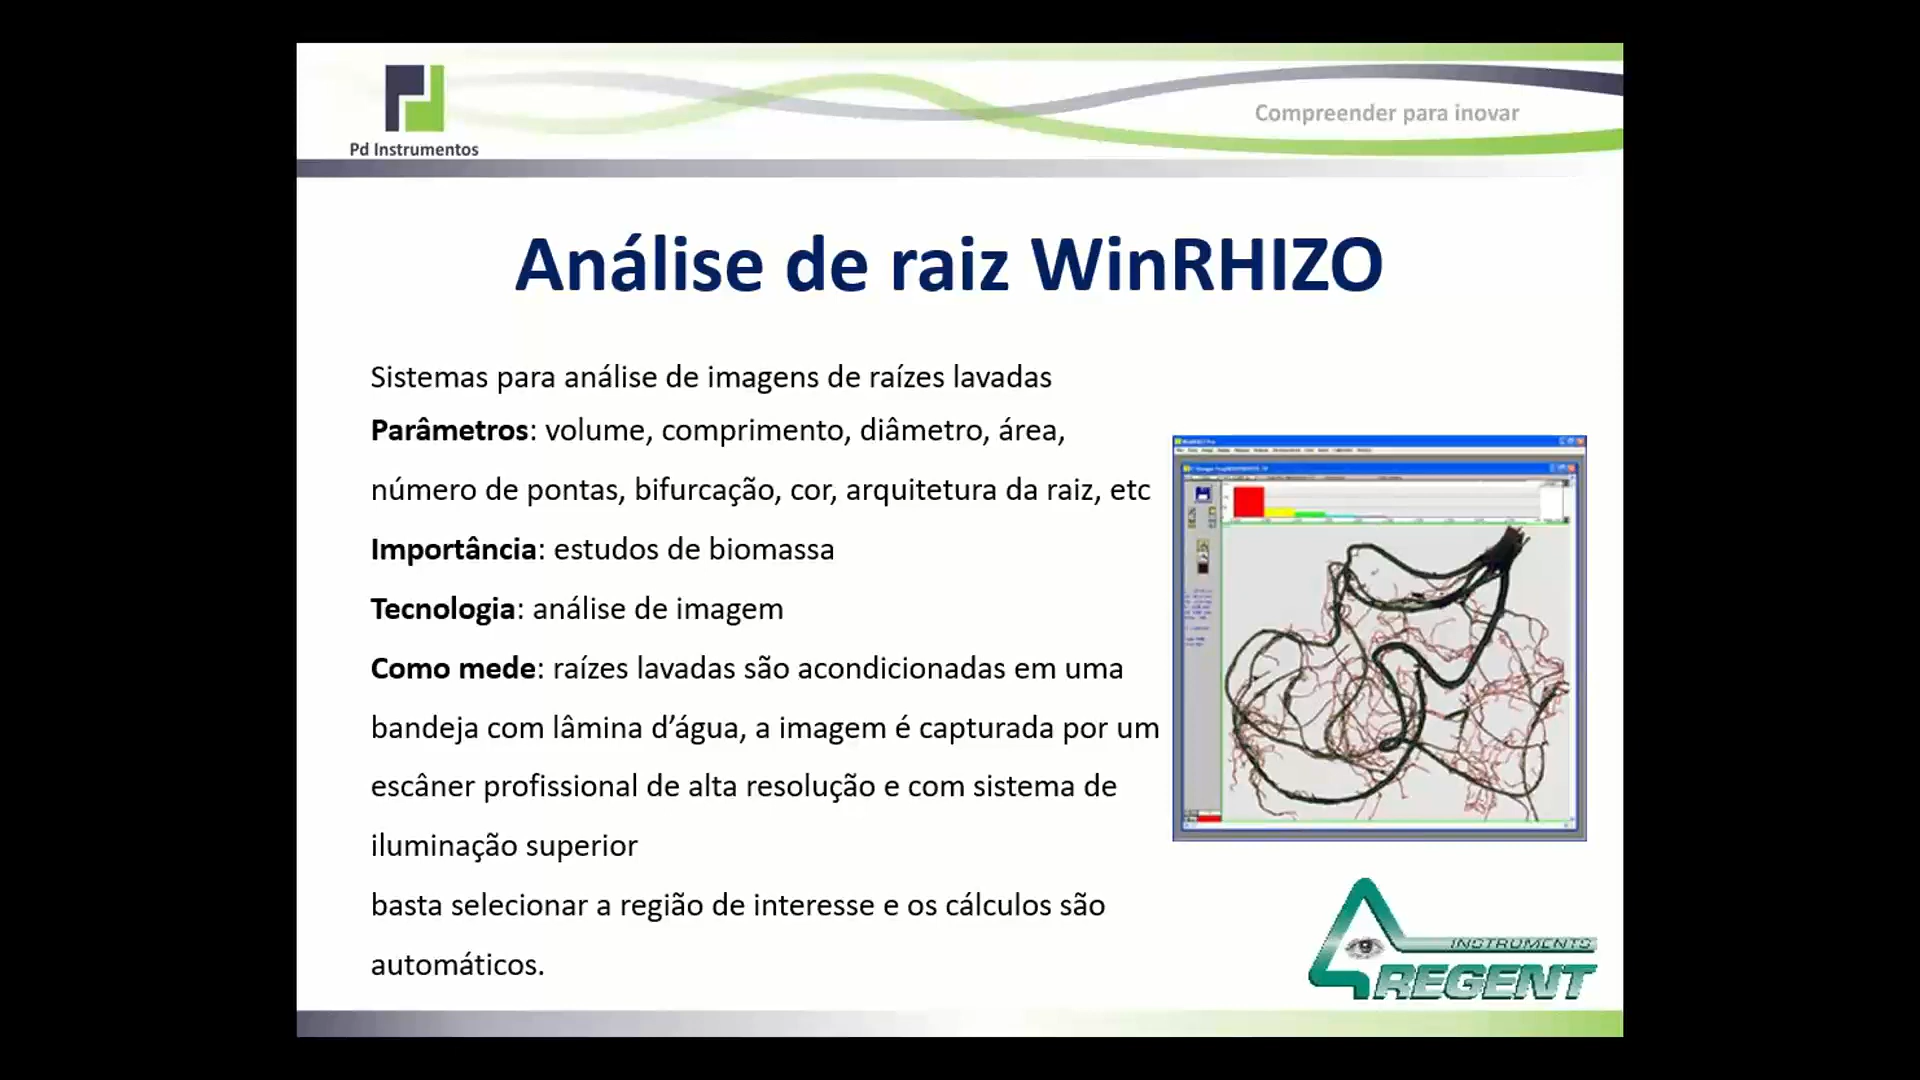 Pd Instrumentos
Compreender para inovar
Análise de raiz WinRHIZO
Sistemas para análise de imagens de raízes lavadas
Parâmetros: volume, comprimento, diâmetro, área,
número de pontas, bifurcação, cor, arquitetura da raiz, etc
Importância: estudos de biomassa
Tecnologia: análise de imagem
Como mede: raízes lavadas são acondicionadas em uma
bandeja com lâmina d’água, a imagem é capturada por um
escâner profissional de alta resolução e com sistema de
iluminação superior
basta selecionar a região de interesse e os cálculos são
automáticos.
INSTRUMENTS
REGENT